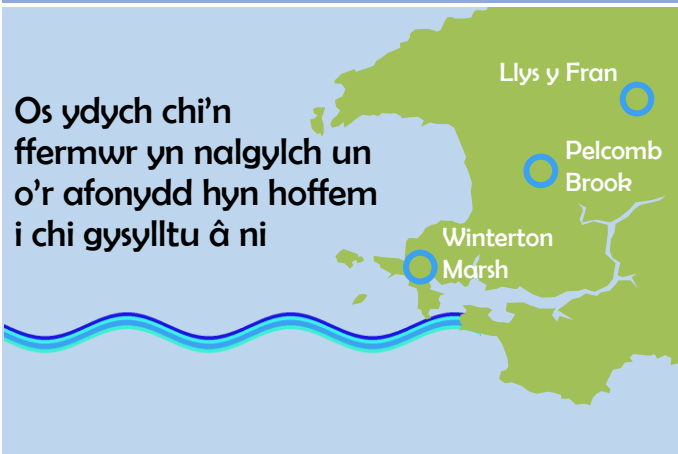 Os ydych chi'n
ffermwr yn nalgylch un
o'r afonydd hyn hoffem
i chi gysylltu â ni
Llys y Fran
Pelcomb
Brook
Winterton
Marsh